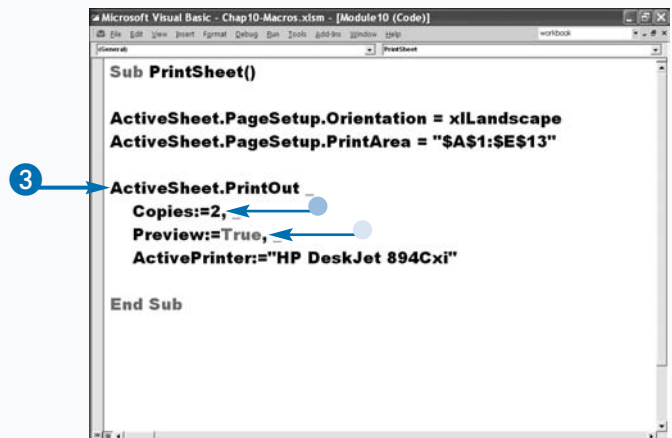 Microsoft Visual Basic - Chap10-Macros.xlsm - [Module10 (Code)]
File Edit View Insert Format Debug Run Tools Add-Ins Window Help workbook
(General) PrintSheet
Sub PrintSheet()
ActiveSheet.PageSetup.Orientation = xlLandscape
ActiveSheet.PageSetup.PrintArea = "$A$1:$E$13"
3 ActiveSheet.PrintOut _
Copies:=2, _
Preview:=True, _
ActivePrinter:="HP DeskJet 894Cxi"
End Sub